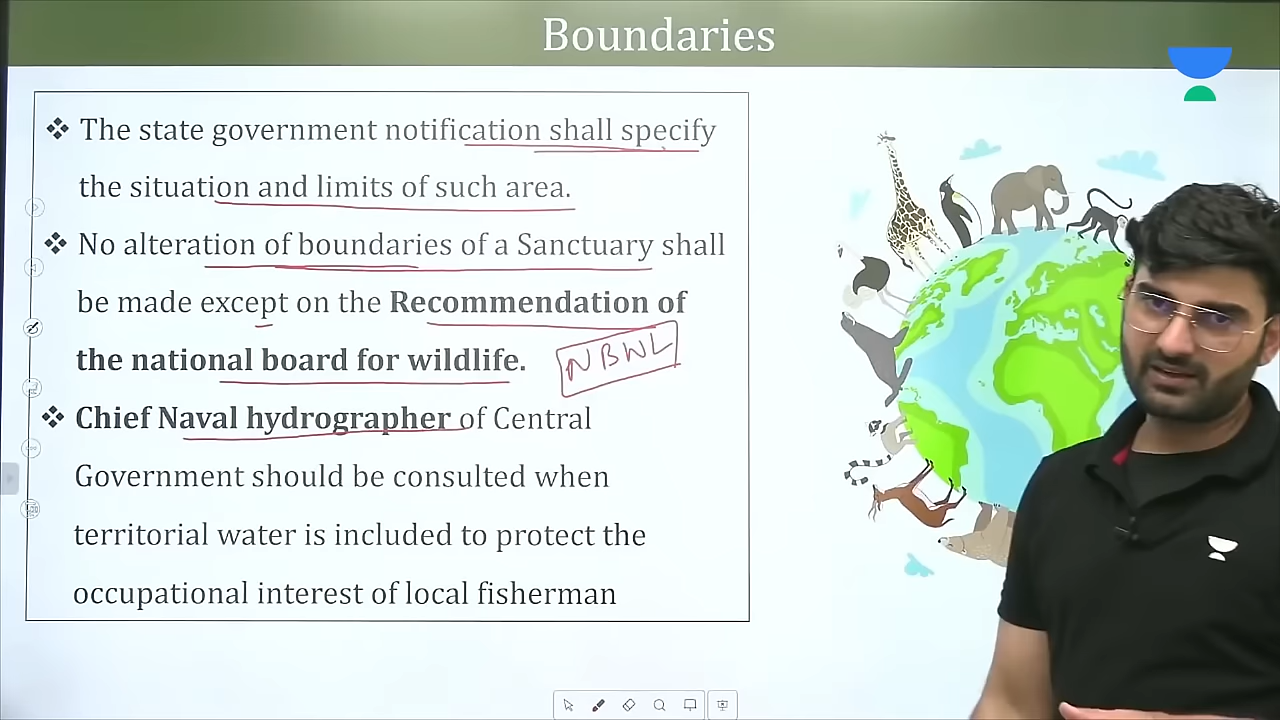 Boundaries
❖ The state government notification shall specify
the situation and limits of such area.
❖ No alteration of boundaries of a Sanctuary shall
be made except on the Recommendation of
the national board for wildlife.
NBWL
❖ Chief Naval hydrographer of Central
Government should be consulted when
territorial water is included to protect the
occupational interest of local fisherman